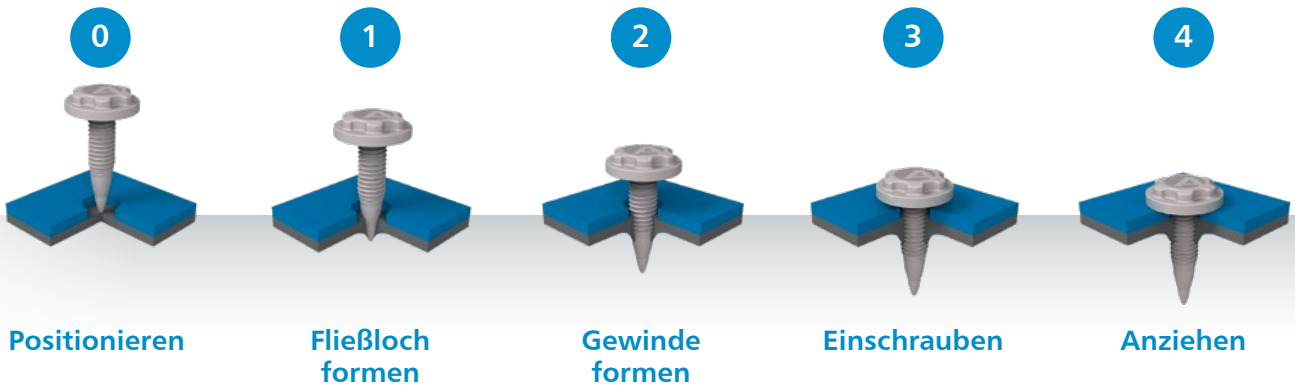 0
1
2
3
4
Positionieren
Fließloch
formen
Gewinde
formen
Einschrauben
Anziehen